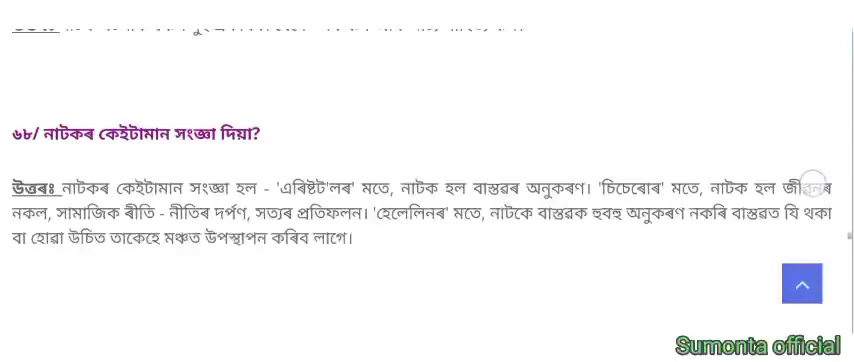 ৬৮/ নাটকৰ কেইটামান সংজ্ঞা দিয়া?
উত্তৰঃ নাটকৰ কেইটামান সংজ্ঞা হল - 'এৰিষ্টট'লৰ' মতে, নাটক হল বাস্তৱৰ অনুকৰণ। 'চিচেৰোৰ' মতে, নাটক হল জীৱনৰ
নকল, সামাজিক ৰীতি - নীতিৰ দৰ্পণ, সত্যৰ প্ৰতিফলন। 'হেলেলিনৰ' মতে, নাটকে বাস্তৱক হুবহু অনুকৰণ নকৰি বাস্তৱত যি থকা
বা হোৱা উচিত তাকেহে মঞ্চত উপস্থাপন কৰিব লাগে।
Sumonta official